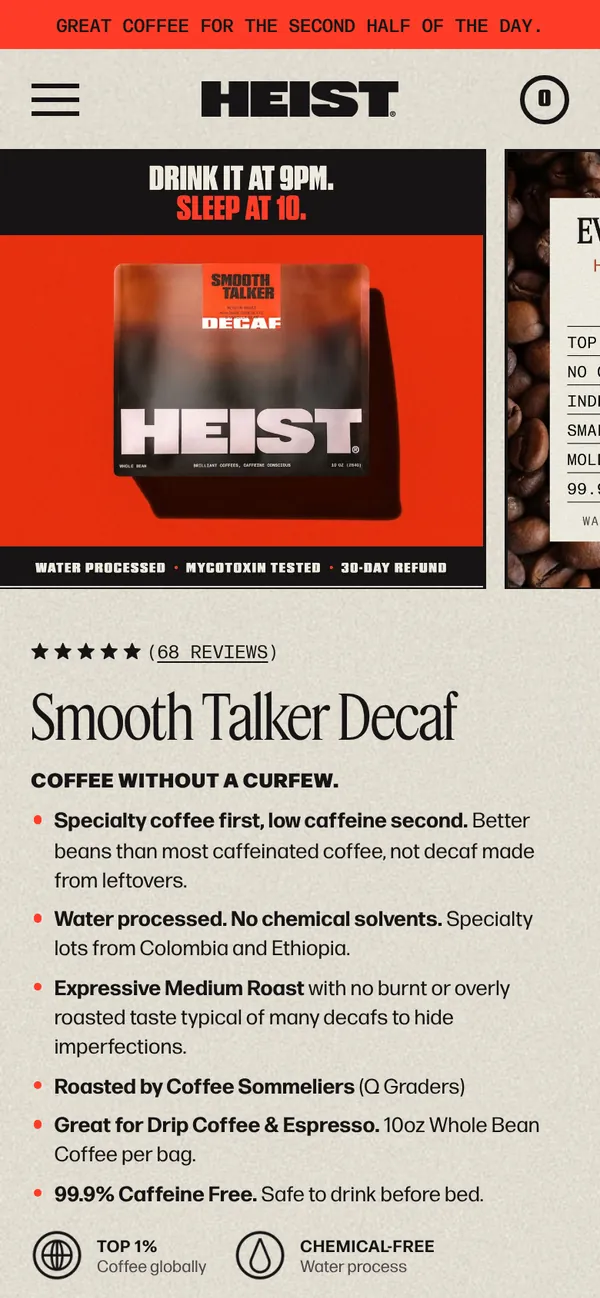 GREAT COFFEE FOR THE SECOND HALF OF THE DAY.
HEIST®
0
DRINK IT AT 9PM.
SLEEP AT 10.
SMOOTH
TALKER
DECAF
HEIST®
WHOLE BEAN
BRILLIANT COFFEES, CAFFEINE CONSCIOUS
10 OZ (284G)
WATER PROCESSED • MYCOTOXIN TESTED • 30-DAY REFUND
TOP
NO
99.9
★★★★★ (68 REVIEWS)
Smooth Talker Decaf
COFFEE WITHOUT A CURFEW.
• Specialty coffee first, low caffeine second. Better
beans than most caffeinated coffee, not decaf made
from leftovers.
• Water processed. No chemical solvents. Specialty
lots from Colombia and Ethiopia.
• Expressive Medium Roast with no burnt or overly
roasted taste typical of many decafs to hide
imperfections.
• Roasted by Coffee Sommeliers (Q Graders)
• Great for Drip Coffee & Espresso. 10oz Whole Bean
Coffee per bag.
• 99.9% Caffeine Free. Safe to drink before bed.
TOP 1%
Coffee globally
CHEMICAL-FREE
Water process